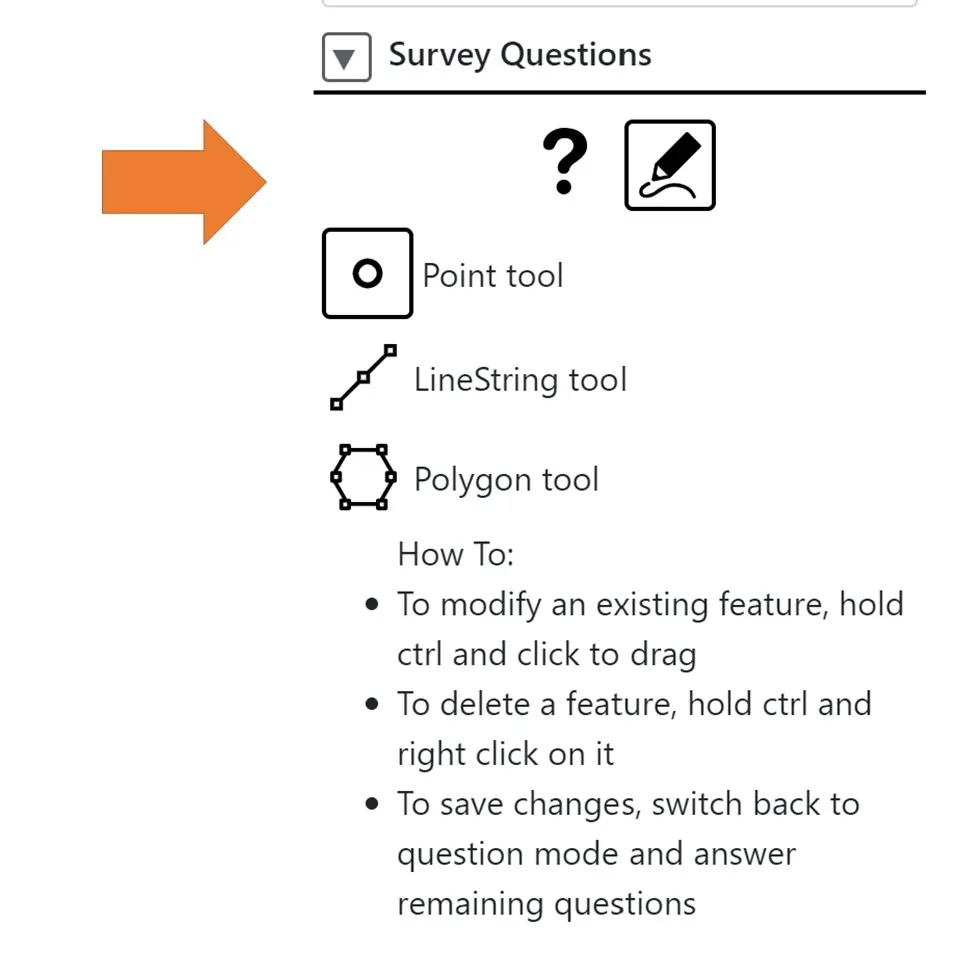 Survey Questions
?
Point tool
LineString tool
Polygon tool
How To:
• To modify an existing feature, hold
ctrl and click to drag
• To delete a feature, hold ctrl and
right click on it
• To save changes, switch back to
question mode and answer
remaining questions